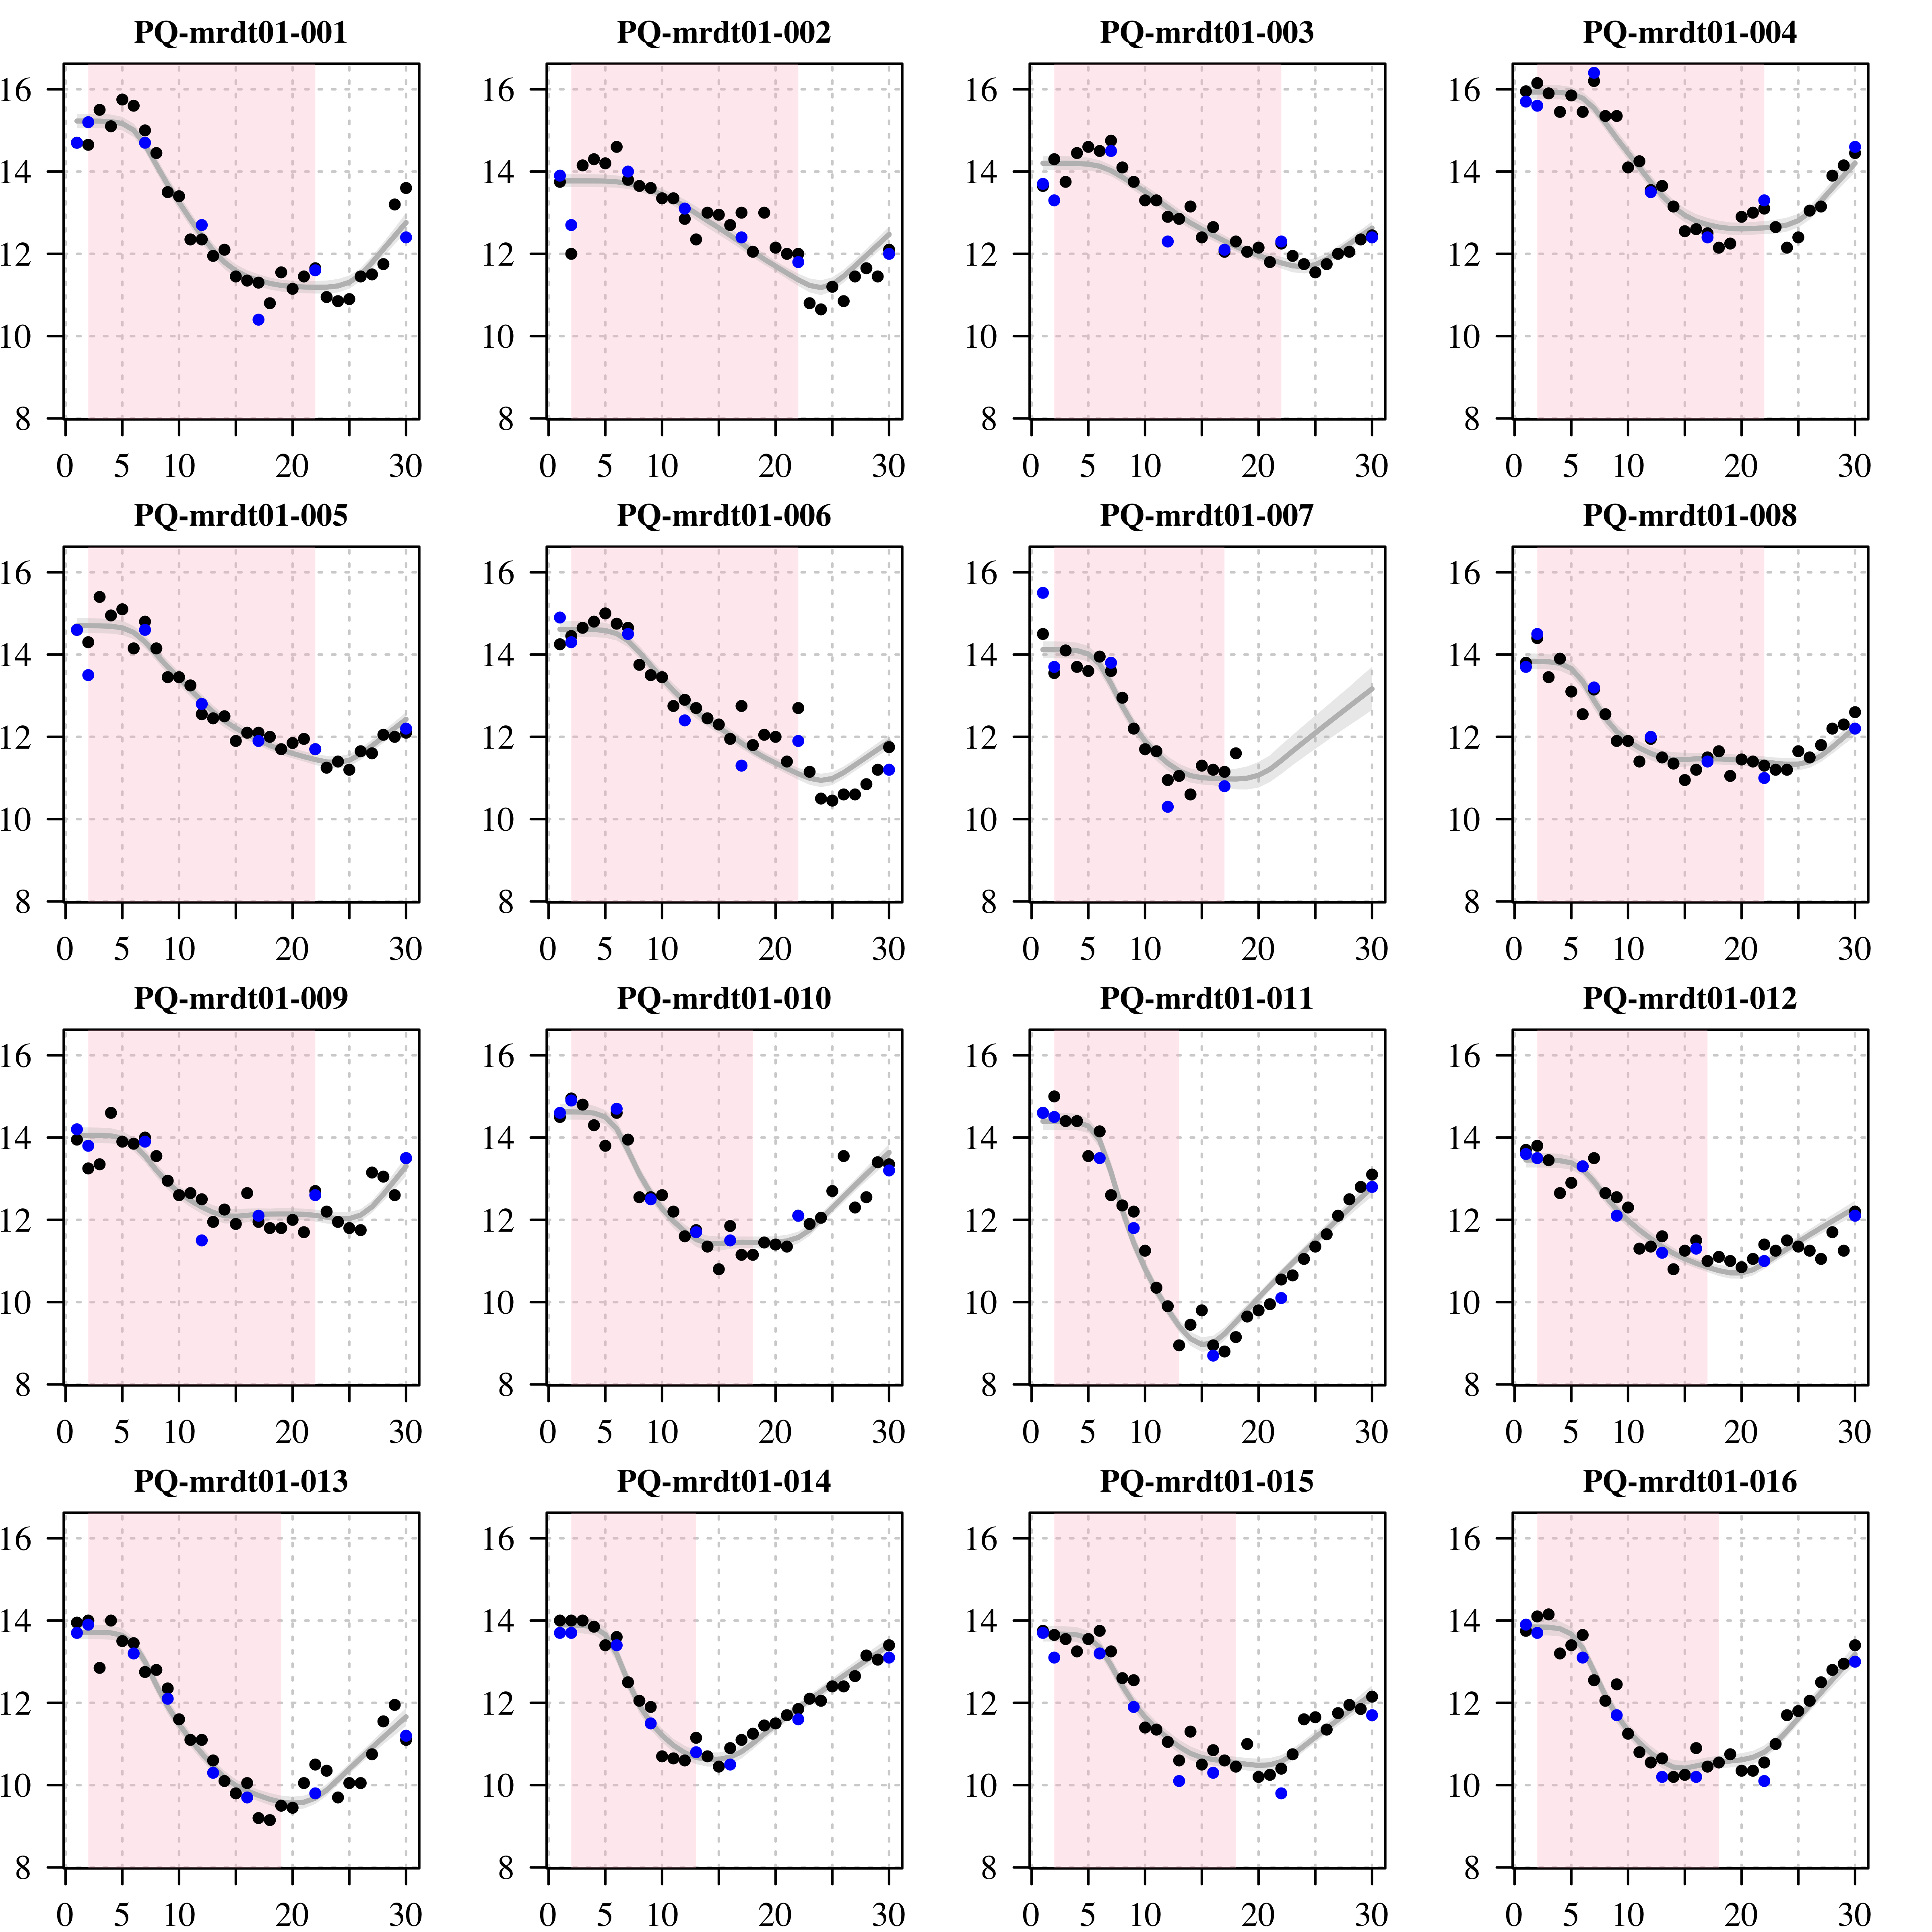 PQ-mrdt01-001 PQ-mrdt01-002 PQ-mrdt01-003 PQ-mrdt01-004
16 16 16 16
14 14 14 14
12 12 12 12
10 10 10 10
8 8 8 8
0 5 10 20 30 0 5 10 20 30 0 5 10 20 30 0 5 10 20 30
PQ-mrdt01-005 PQ-mrdt01-006 PQ-mrdt01-007 PQ-mrdt01-008
16 16 16 16
14 14 14 14
12 12 12 12
10 10 10 10
8 8 8 8
0 5 10 20 30 0 5 10 20 30 0 5 10 20 30 0 5 10 20 30
PQ-mrdt01-009 PQ-mrdt01-010 PQ-mrdt01-011 PQ-mrdt01-012
16 16 16 16
14 14 14 14
12 12 12 12
10 10 10 10
8 8 8 8
0 5 10 20 30 0 5 10 20 30 0 5 10 20 30 0 5 10 20 30
PQ-mrdt01-013 PQ-mrdt01-014 PQ-mrdt01-015 PQ-mrdt01-016
16 16 16 16
14 14 14 14
12 12 12 12
10 10 10 10
8 8 8 8
0 5 10 20 30 0 5 10 20 30 0 5 10 20 30 0 5 10 20 30